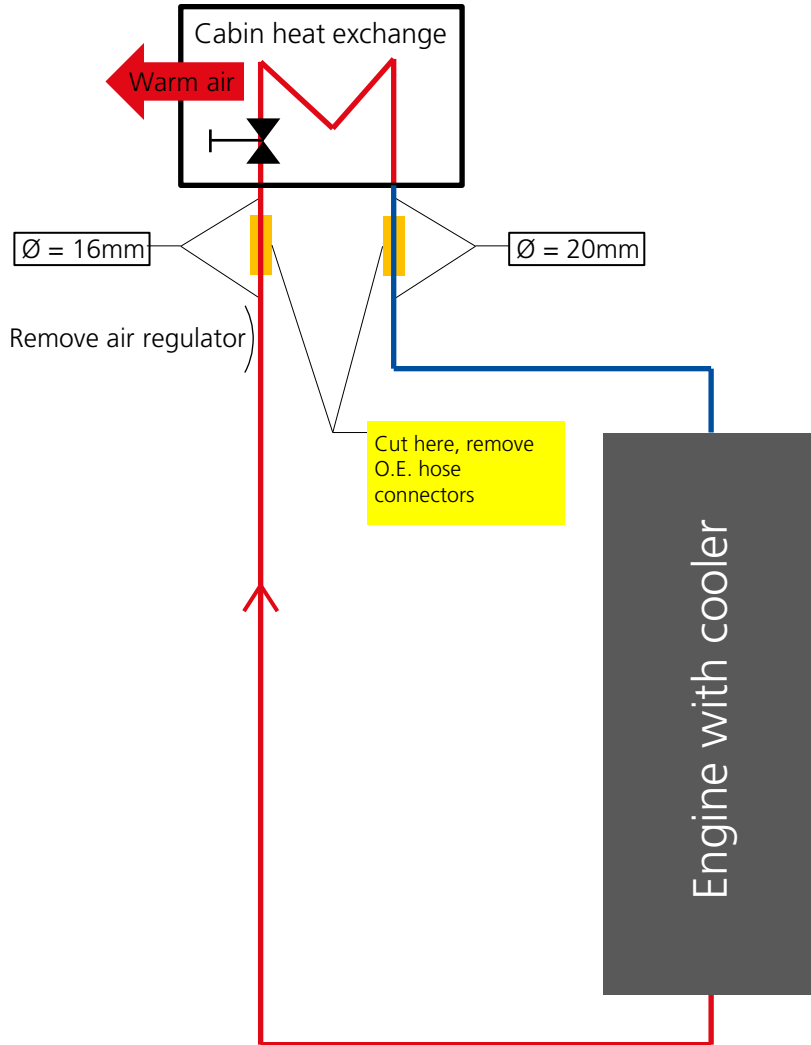 Cabin heat exchange
Warm air
Ø = 16mm
Ø = 20mm
Remove air regulator
Cut here, remove
O.E. hose
connectors
Engine with cooler